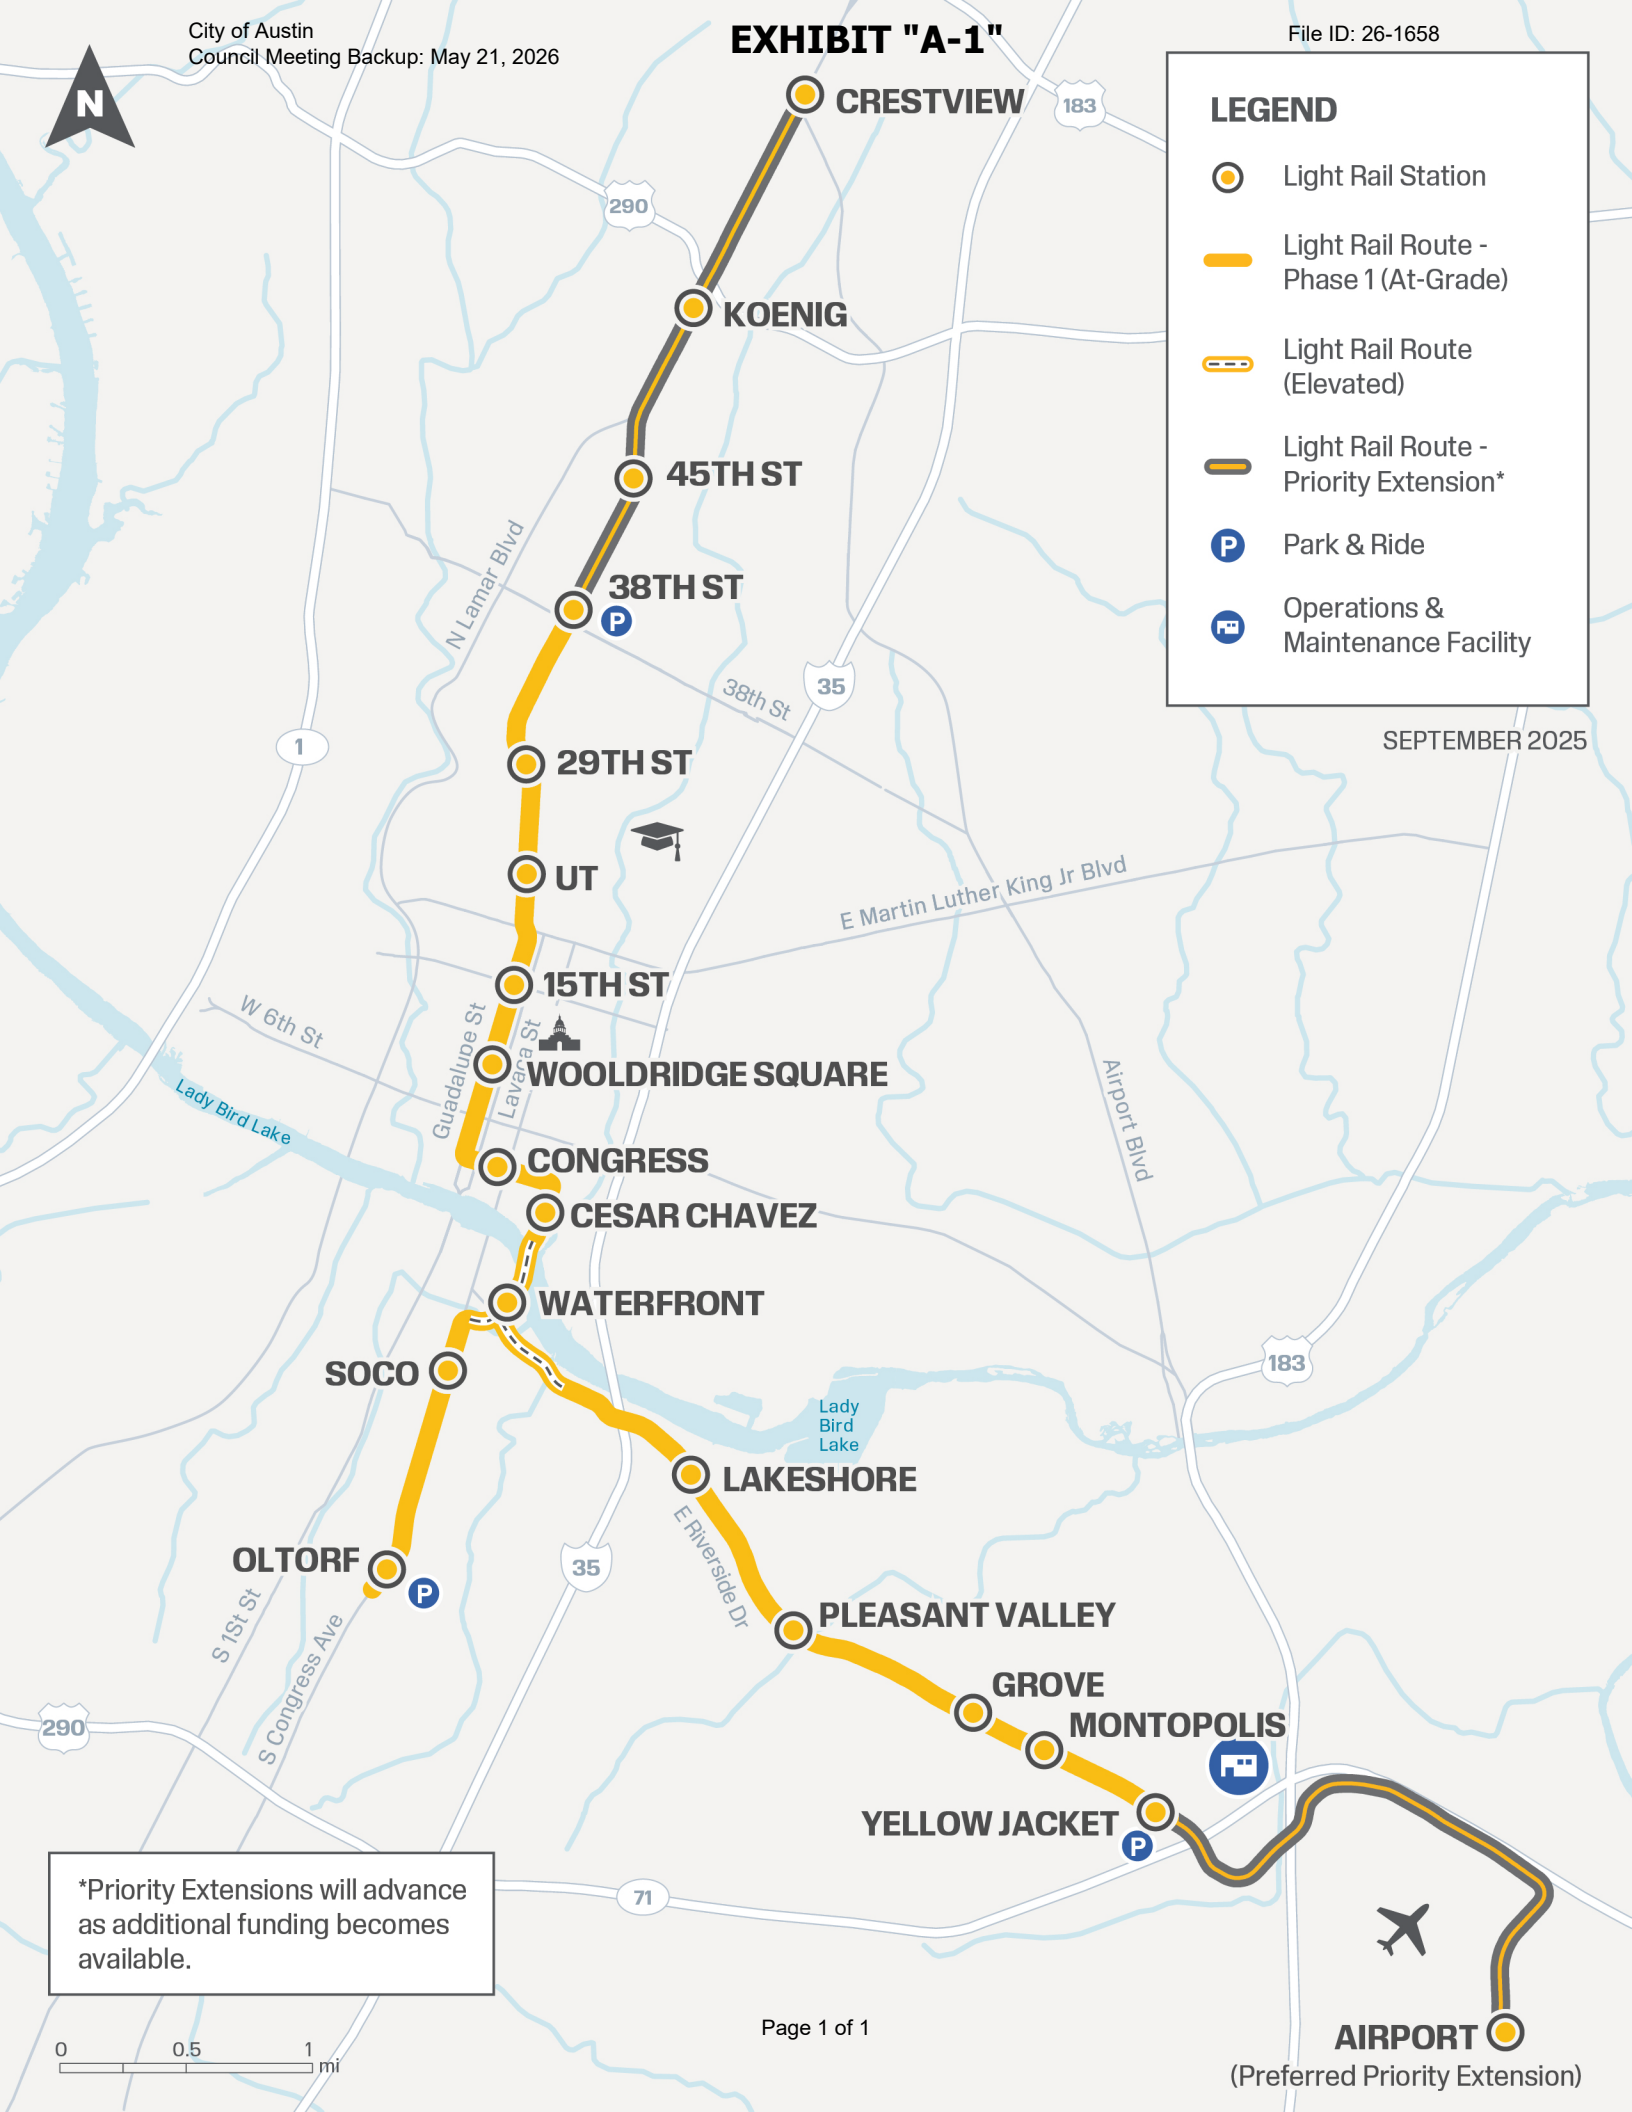 City of Austin
Council Meeting Backup: May 21, 2026
EXHIBIT "A-1"
File ID: 26-1658
N
CRESTVIEW
183
LEGEND
Light Rail Station
Light Rail Route -
Phase 1 (At-Grade)
Light Rail Route
(Elevated)
Light Rail Route -
Priority Extension*
P
Park & Ride
Operations &
Maintenance Facility
SEPTEMBER 2025
290
KOENIG
45TH ST
N Lamar Blvd
38TH ST
P
38th St
35
1
29TH ST
UT
E Martin Luther King Jr Blvd
15TH ST
W 6th St
Guadalupe St
Lavaca St
WOOLDRIDGE SQUARE
Lady Bird Lake
Airport Blvd
CONGRESS
CESAR CHAVEZ
WATERFRONT
SOCO
183
Lady
Bird
Lake
LAKESHORE
E Riverside Dr
OLTORF
P
35
S 1St St
S Congress Ave
PLEASANT VALLEY
GROVE
MONTOPOLIS
290
YELLOW JACKET
P
71
*Priority Extensions will advance
as additional funding becomes
available.
Page 1 of 1
AIRPORT
(Preferred Priority Extension)
0 0.5 1
mi